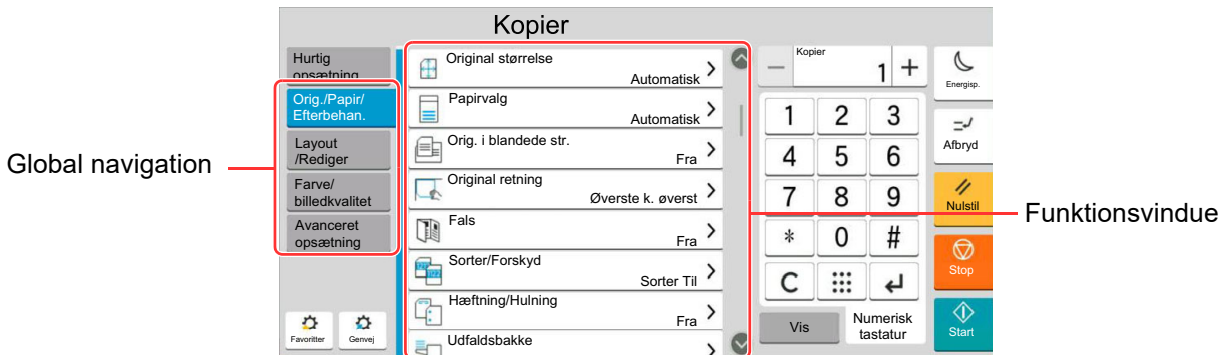 Kopier
Global navigation
Hurtig
opsætning
Orig./Papir/
Efterbehan.
Layout
/Rediger
Farve/
billedkvalitet
Avanceret
opsætning
Favoritter
Genvej
Original størrelse
Automatisk
Papirvalg
Automatisk
Orig. i blandede str.
Fra
Original retning
Øverste k. øverst
Fals
Fra
Sorter/Forskyd
Sorter Til
Hæftning/Hulning
Fra
Udfaldsbakke
Kopier
− 1 +
1 2 3
4 5 6
7 8 9
* 0 #
C
Vis
Numerisk
tastatur
Energisp.
Afbryd
Nulstil
Stop
Start
Funktionsvindue